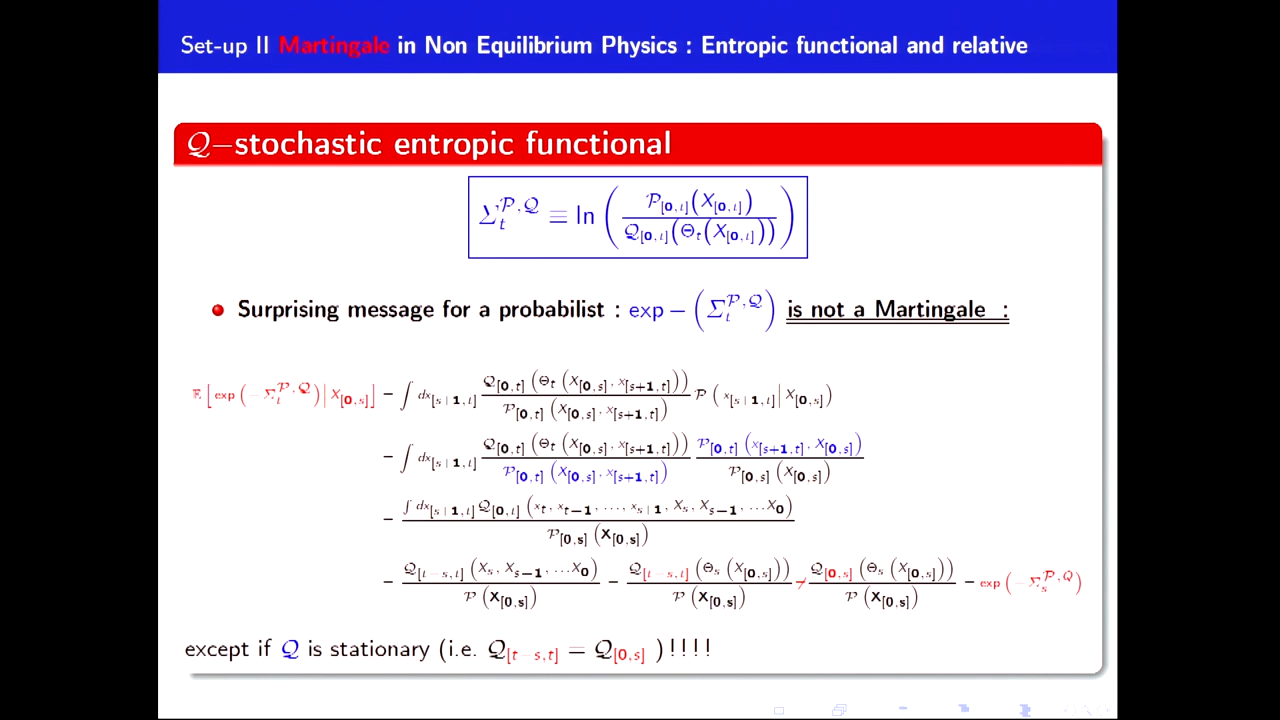 Set-up II Martingale in Non Equilibrium Physics : Entropic functional and relative
𝒬−stochastic entropic functional
Σ_t^{𝒫,𝒬} ≡ ln ( 𝒫_{[0,t]}(X_{[0,t]}) / 𝒬_{[0,t]}(Θ_t(X_{[0,t]})) )
Surprising message for a probabilist : exp − (Σ_t^{𝒫,𝒬}) is not a Martingale :
𝔼 ⌊exp (−Σ_t^{𝒫,𝒬})| X_{[0,s]}⌋ = ∫ dx_{[s+1,t]} 𝒬_{[0,t]} (Θ_t (X_{[0,s]}, x_{[s+1,t]})) / 𝒫_{[0,t]} (X_{[0,s]}, x_{[s+1,t]}) 𝒫 (x_{[s+1,t]}| X_{[0,s]})
= ∫ dx_{[s+1,t]} 𝒬_{[0,t]} (Θ_t (X_{[0,s]}, x_{[s+1,t]})) / 𝒫_{[0,t]} (X_{[0,s]}, x_{[s+1,t]}) 𝒫_{[0,t]} (x_{[s+1,t]}, X_{[0,s]}) / 𝒫_{[0,s]} (X_{[0,s]})
= ∫ dx_{[s+1,t]} 𝒬_{[0,t]} (x_t, x_{t−1}, ..., x_{s+1}, X_s, X_{s−1}, ...X_0) / 𝒫_{[0,s]} (X_{[0,s]})
= 𝒬_{[t−s,t]} (X_s, X_{s−1}, ...X_0) / 𝒫 (X_{[0,s]}) = 𝒬_{[t−s,t]} (Θ_s (X_{[0,s]})) / 𝒫 (X_{[0,s]}) ≠ 𝒬_{[0,s]} (Θ_s (X_{[0,s]})) / 𝒫 (X_{[0,s]}) = exp (−Σ_s^{𝒫,𝒬})
except if 𝒬 is stationary (i.e. 𝒬_{[t−s,t]} = 𝒬_{[0,s]} )!!!!